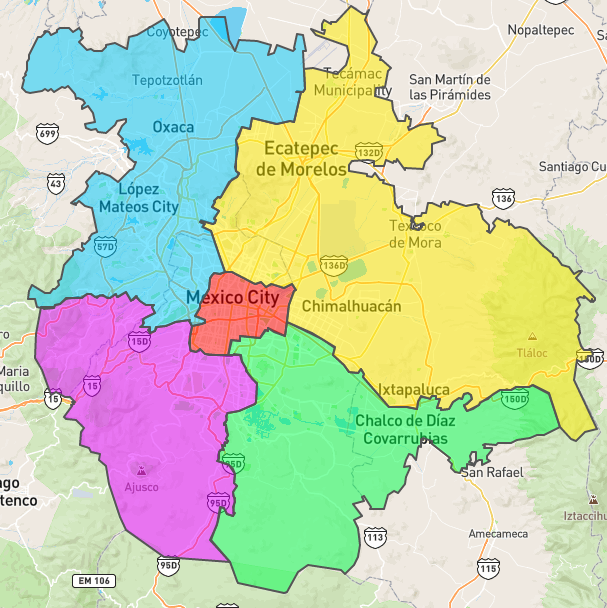 Coyotepec
Nopaltepec
Tepotzotlán
Tecámac
Municipality
San Martín de
las Pirámides
Oxaca
699
Ecatepec
de Morelos
132D
Santiago Cu
43
López
Mateos City
136
Texcoco
de Mora
57D
136D
Mexico City
Chimalhuacán
15D
Tláloc
150D
Maria
quillo
15
15
Ixtapaluca
150D
Chalco de Díaz
Covarrubias
95D
San Rafael
ago
tenco
Ajusco
95D
Iztaccihu
113
Amecameca
95D
115
EM 106